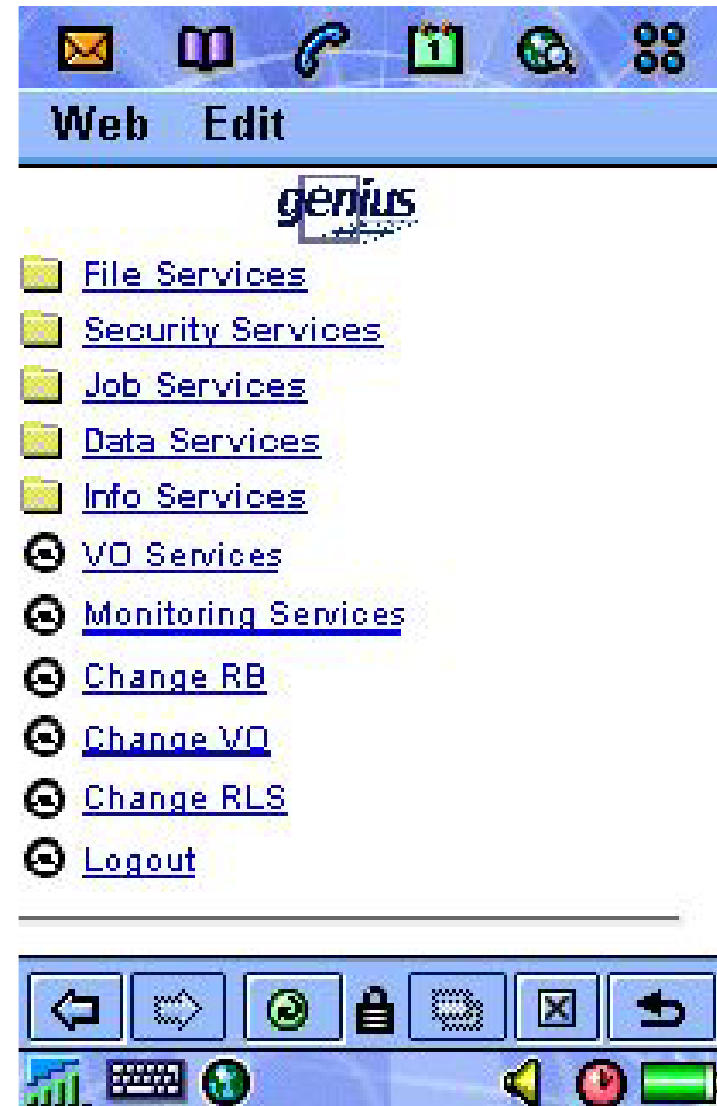 1
Web Edit
genius
File Services
Security Services
Job Services
Data Services
Info Services
VO Services
Monitoring Services
Change RB
Change VO
Change RLS
Logout